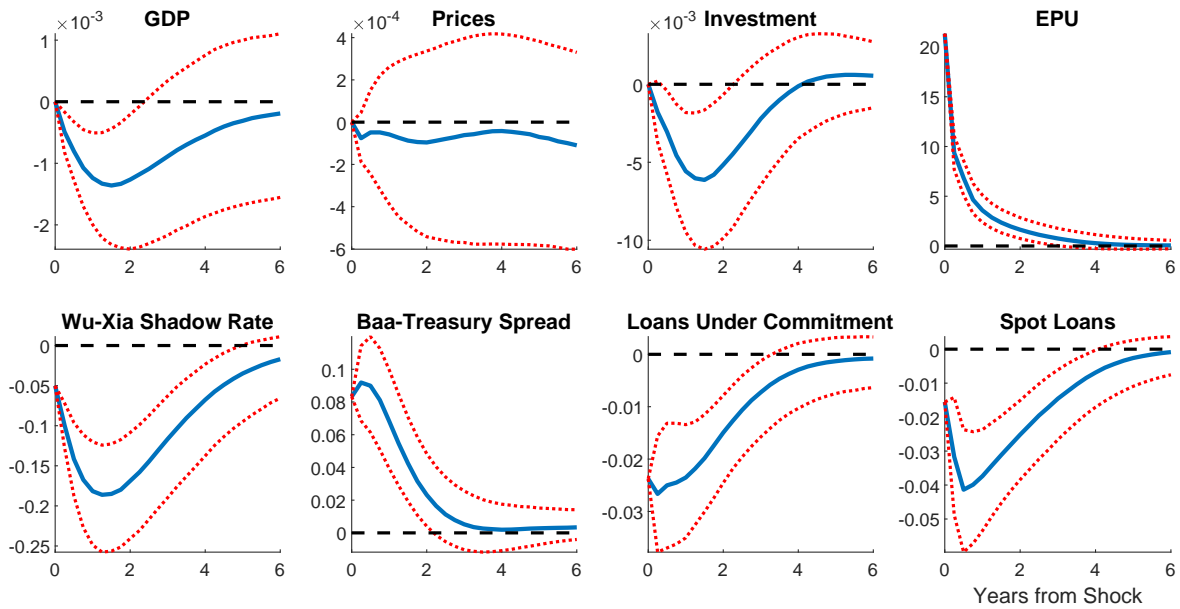 GDP
×10⁻³
1
0
-1
-2
0 2 4 6
Prices
×10⁻⁴
4
2
0
-2
-4
-6
0 2 4 6
Investment
×10⁻³
0
-5
-10
0 2 4 6
EPU
20
15
10
5
0
0 2 4 6
Wu-Xia Shadow Rate
0
-0.05
-0.1
-0.15
-0.2
-0.25
0 2 4 6
Baa-Treasury Spread
0.1
0.08
0.06
0.04
0.02
0
0 2 4 6
Loans Under Commitment
0
-0.01
-0.02
-0.03
0 2 4 6
Spot Loans
0
-0.01
-0.02
-0.03
-0.04
-0.05
0 2 4 6
Years from Shock